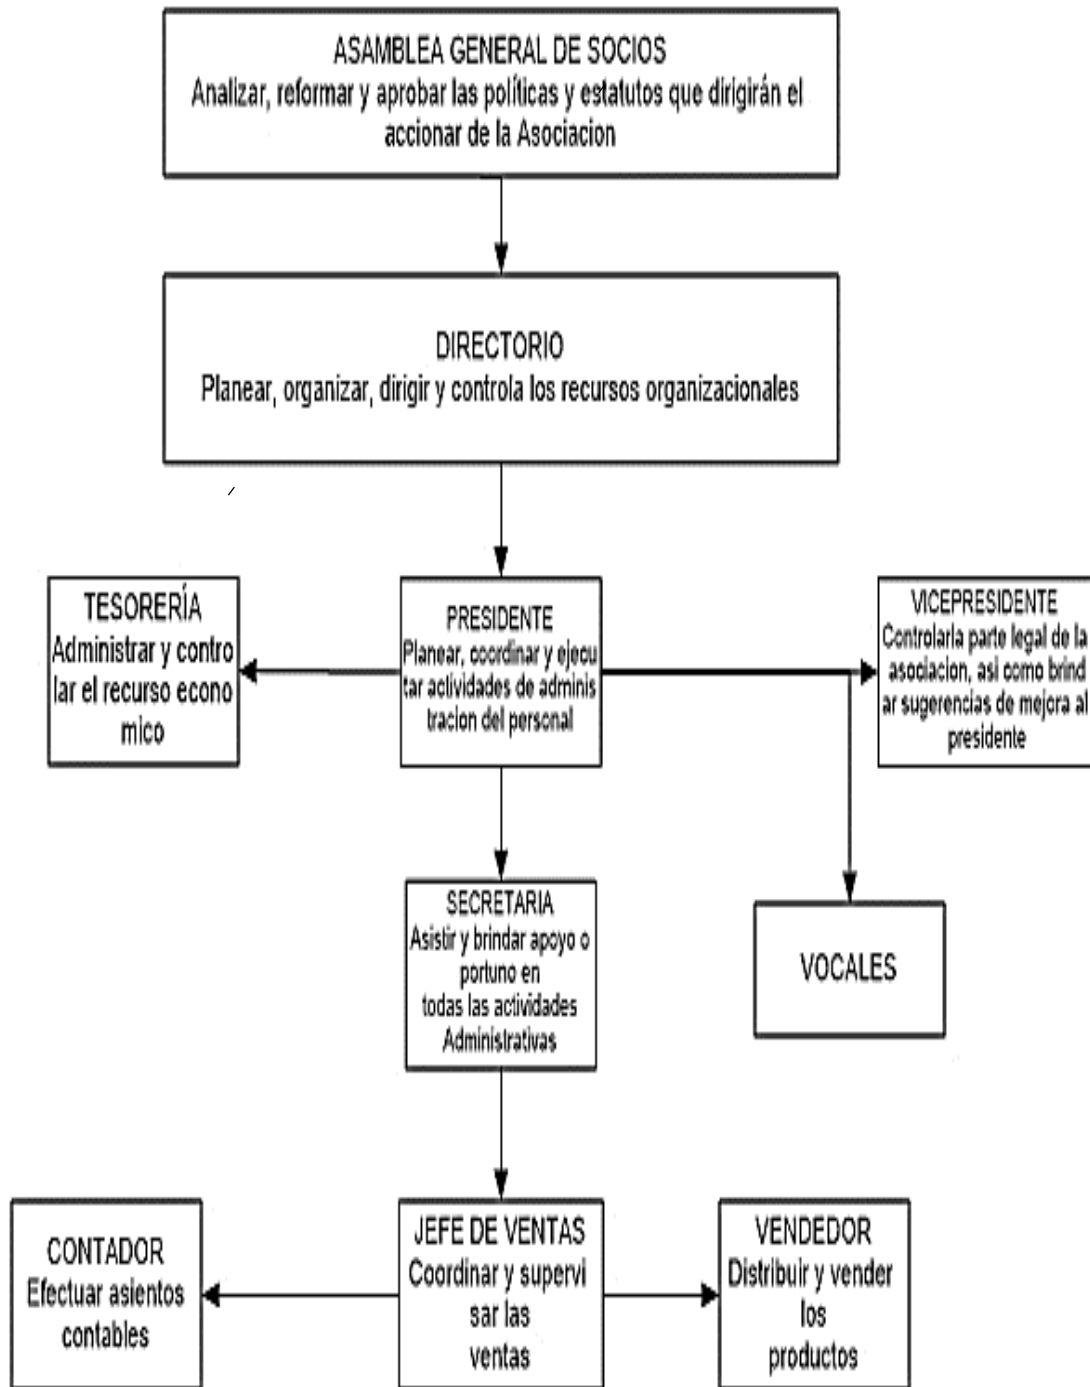 ASAMBLEA GENERAL DE SOCIOS
Analizar, reformar y aprobar las políticas y estatutos que dirigirán el
accionar de la Asociacion
DIRECTORIO
Planear, organizar, dirigir y controla los recursos organizacionales
TESORERÍA
Administrar y contro
lar el recurso econo
mico
PRESIDENTE
Planear, coordinar y ejecu
tar actividades de adminis
tracion del personal
VICEPRESIDENTE
Controlarla parte legal de la
asociacion, asi como brind
ar sugerencias de mejora al
presidente
SECRETARIA
Asistir y brindar apoyo o
portuno en
todas las actividades
Administrativas
VOCALES
CONTADOR
Efectuar asientos
contables
JEFE DE VENTAS
Coordinar y supervi
sar las
ventas
VENDEDOR
Distribuir y vender
los
productos